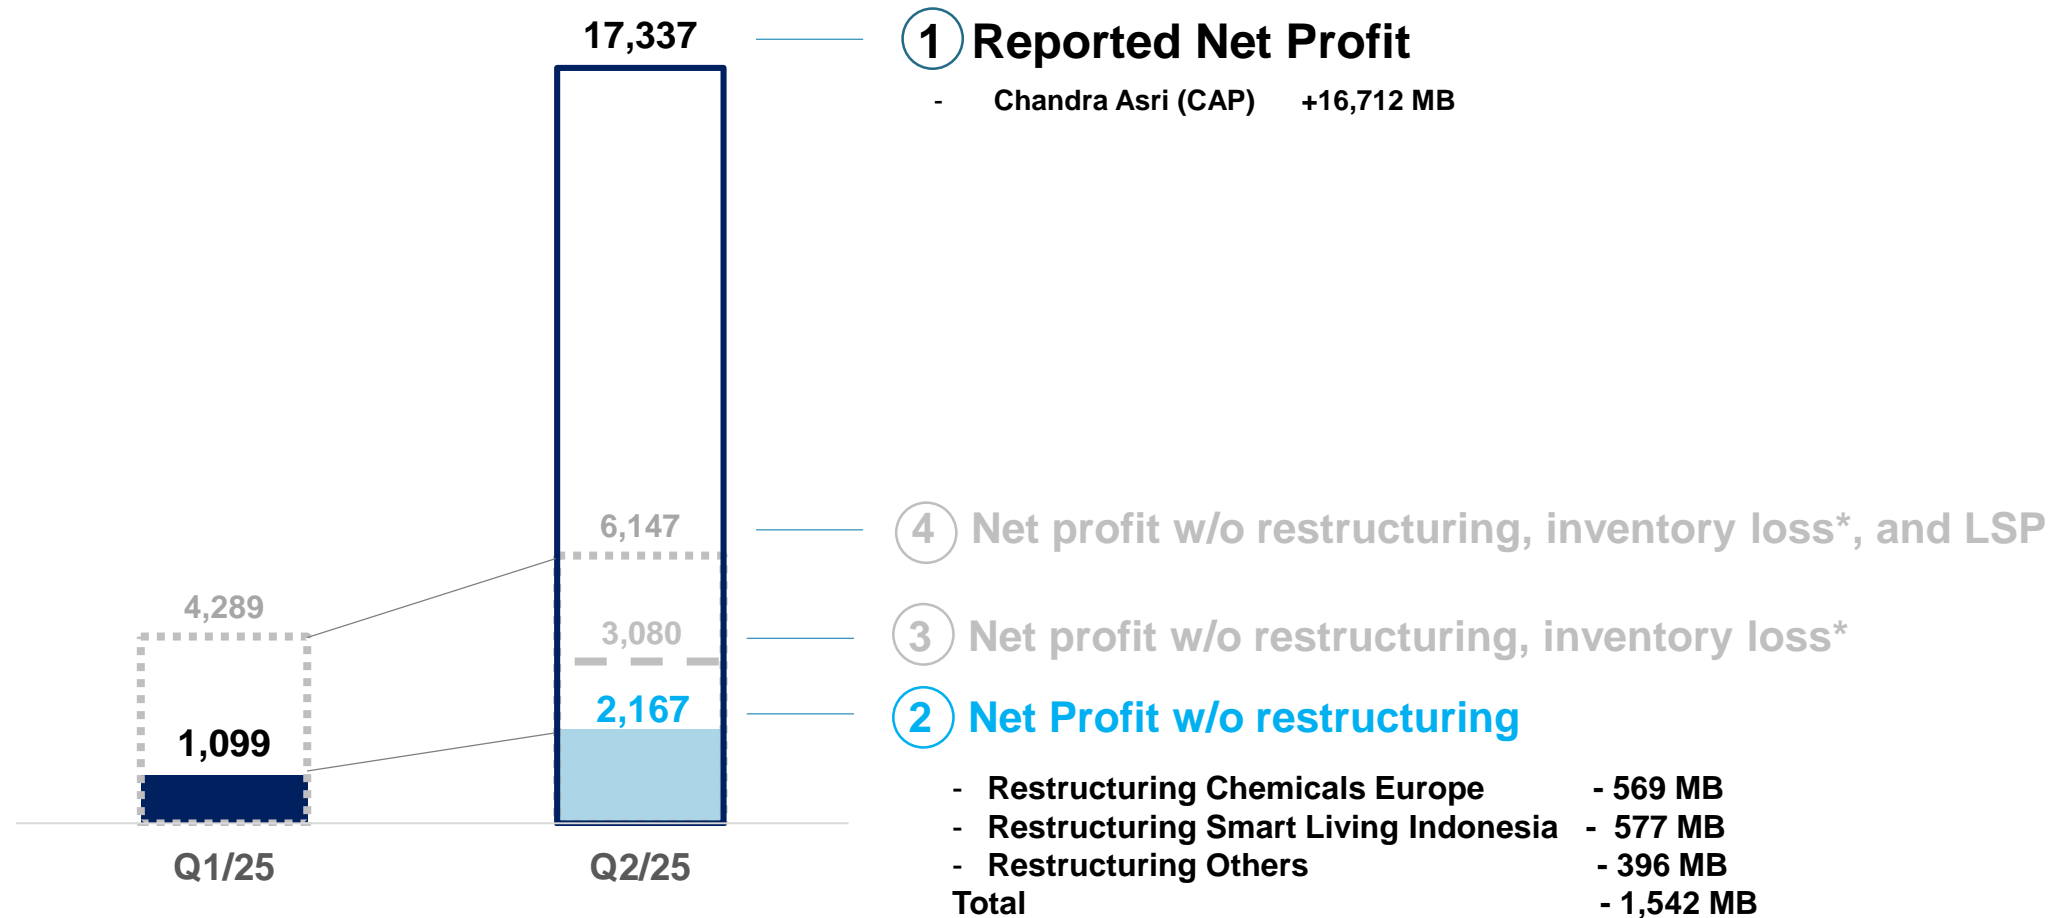 17,337
1 Reported Net Profit
- Chandra Asri (CAP) +16,712 MB
6,147
4 Net profit w/o restructuring, inventory loss*, and LSP
4,289
3,080
3 Net profit w/o restructuring, inventory loss*
2,167
2 Net Profit w/o restructuring
1,099
- Restructuring Chemicals Europe - 569 MB
- Restructuring Smart Living Indonesia - 577 MB
- Restructuring Others - 396 MB
Total - 1,542 MB
Q1/25
Q2/25